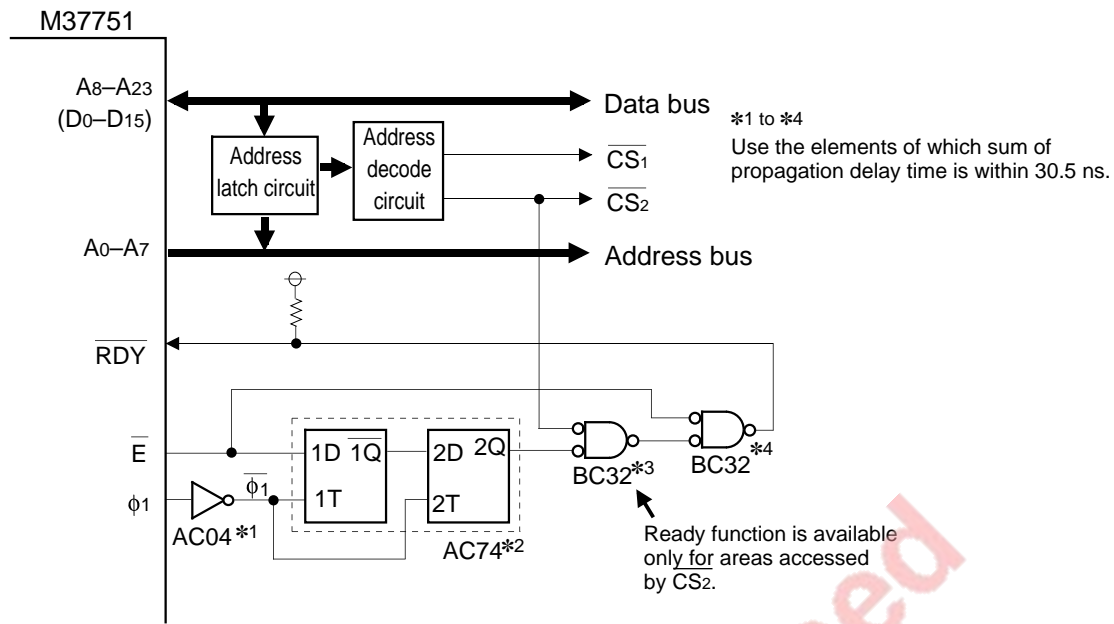 M37751
A8–A23
(D0–D15)
Data bus
*1 to *4
Use the elements of which sum of
propagation delay time is within 30.5 ns.
Address
latch circuit
Address
decode
circuit
CS1
CS2
A0–A7
Address bus
RDY
E
ϕ1
ϕ1
AC04*1
1D 1Q
1T
2D 2Q
2T
AC74*2
BC32*3
BC32*4
Ready function is available
only for areas accessed
by CS2.